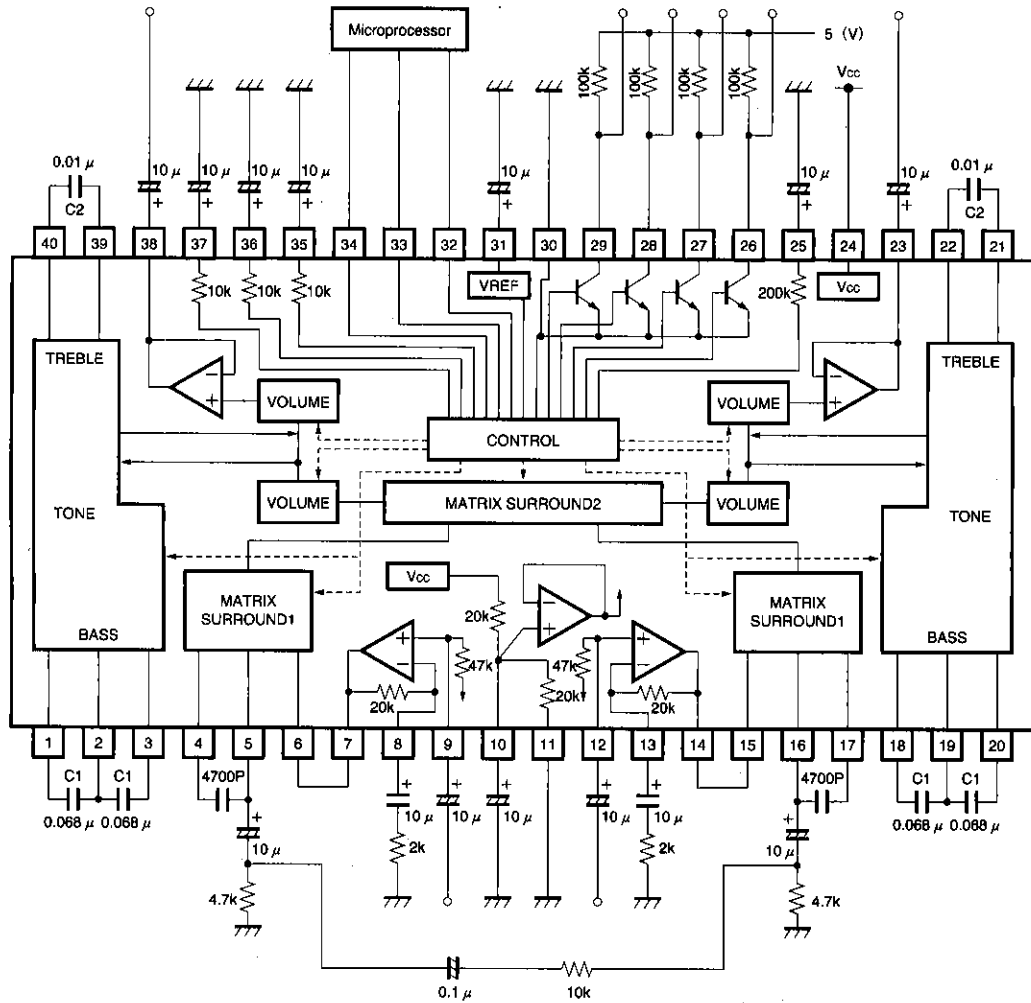 Microprocessor
5 (V)
100k
100k
100k
100k
Vcc
0.01 μ
C2
10 μ
+
10 μ
+
10 μ
+
10 μ
+
10 μ
+
10 μ
+
10 μ
+
0.01 μ
C2
40
39
38
37
36
35
34
33
32
31
30
29
28
27
26
25
24
23
22
21
10k
10k
10k
VREF
200k
Vcc
TREBLE
−
+
VOLUME
CONTROL
VOLUME
−
+
TREBLE
TONE
VOLUME
MATRIX SURROUND2
VOLUME
TONE
MATRIX
SURROUND1
Vcc
20k
−
+
MATRIX
SURROUND1
BASS
+
−
47k
20k
20k
47k
+
−
20k
BASS
1
2
3
4
5
6
7
8
9
10
11
12
13
14
15
16
17
18
19
20
C1
0.068 μ
C1
0.068 μ
4700P
+
10 μ
4.7k
+
10 μ
2k
+
10 μ
+
10 μ
+
10 μ
+
10 μ
2k
4700P
+
10 μ
4.7k
C1
0.068 μ
C1
0.068 μ
0.1 μ
10k